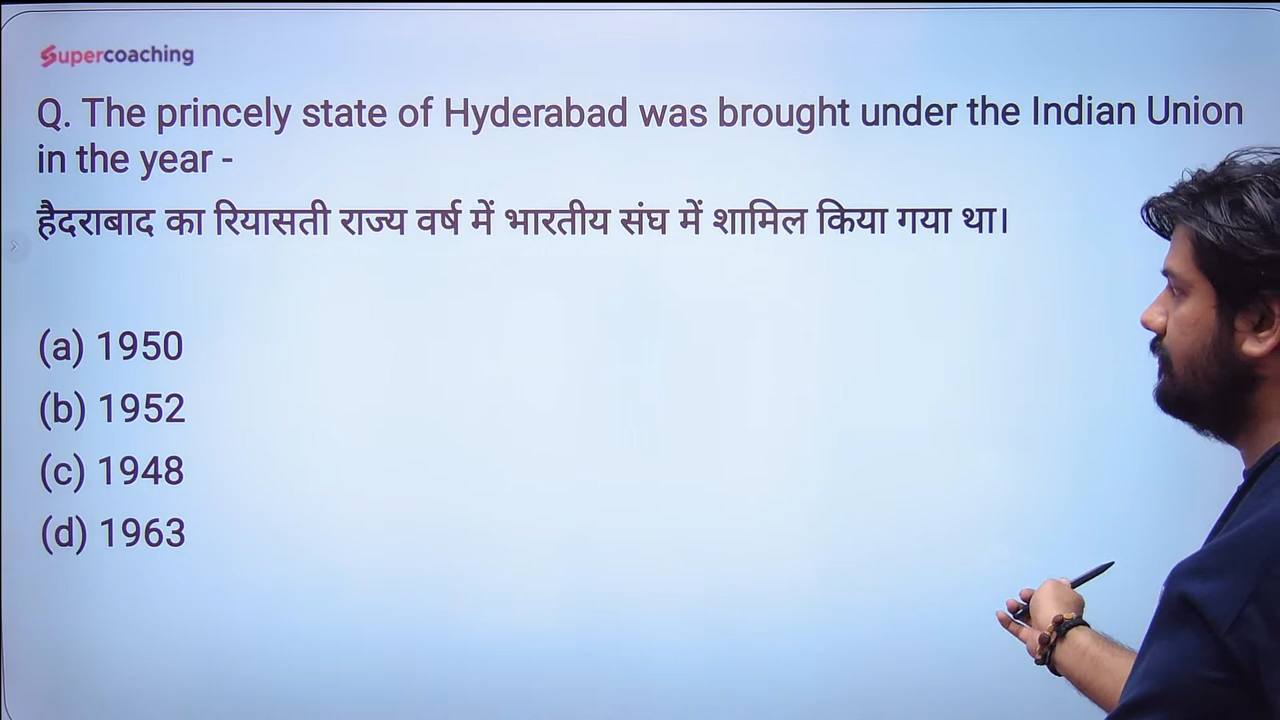 Supercoaching
Q. The princely state of Hyderabad was brought under the Indian Union
in the year -
हैदराबाद का रियासती राज्य वर्ष में भारतीय संघ में शामिल किया गया था।
(a) 1950
(b) 1952
(c) 1948
(d) 1963